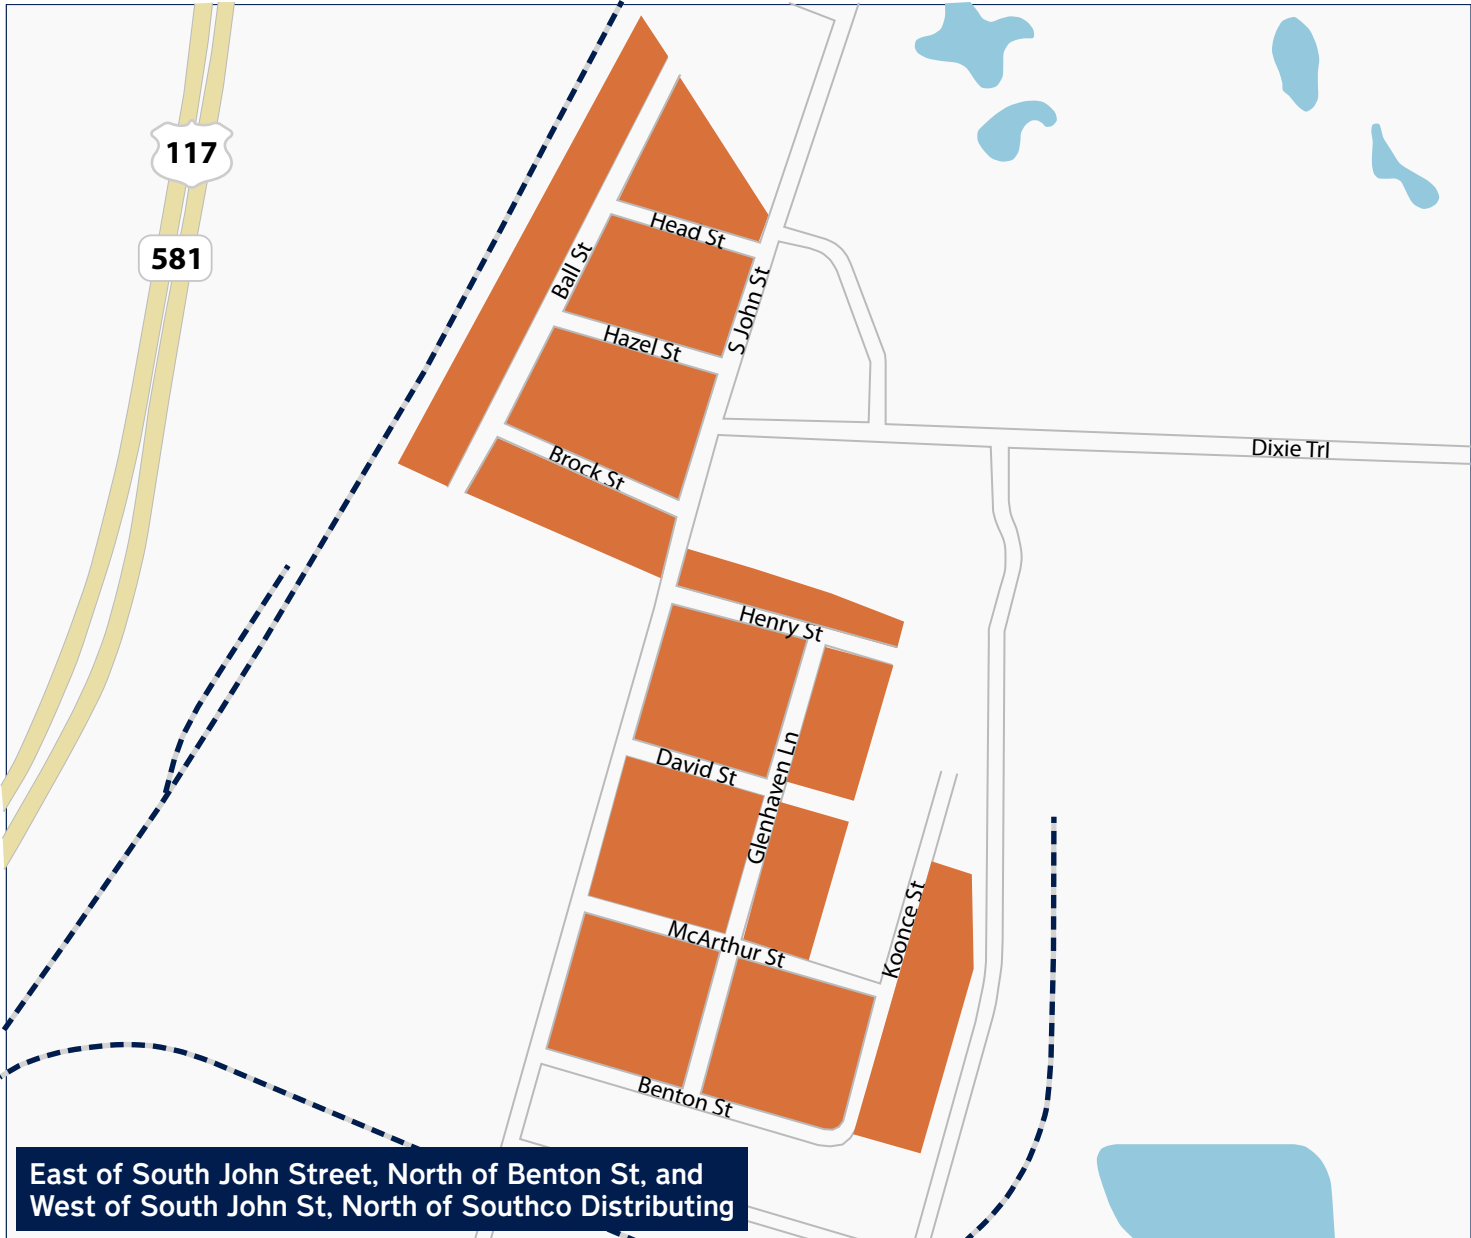 117
581
Head St
Ball St
S John St
Hazel St
Brock St
Dixie Trl
Henry St
David St
Glenhaven Ln
Koonce St
McArthur St
Benton St
East of South John Street, North of Benton St, and
West of South John St, North of Southco Distributing